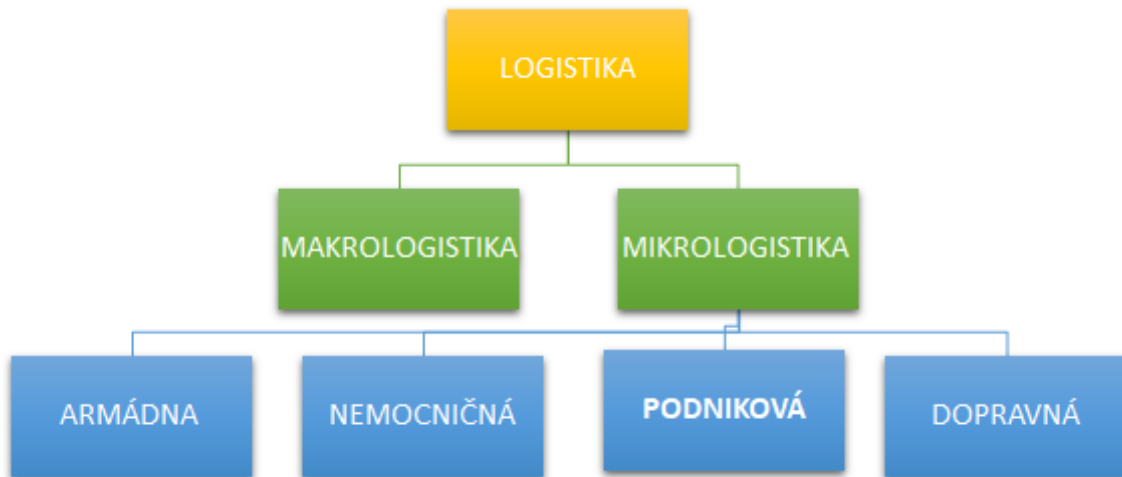 LOGISTIKA
MAKROLOGISTIKA
MIKROLOGISTIKA
ARMÁDNA
NEMOCNIČNÁ
PODNIKOVÁ
DOPRAVNÁ